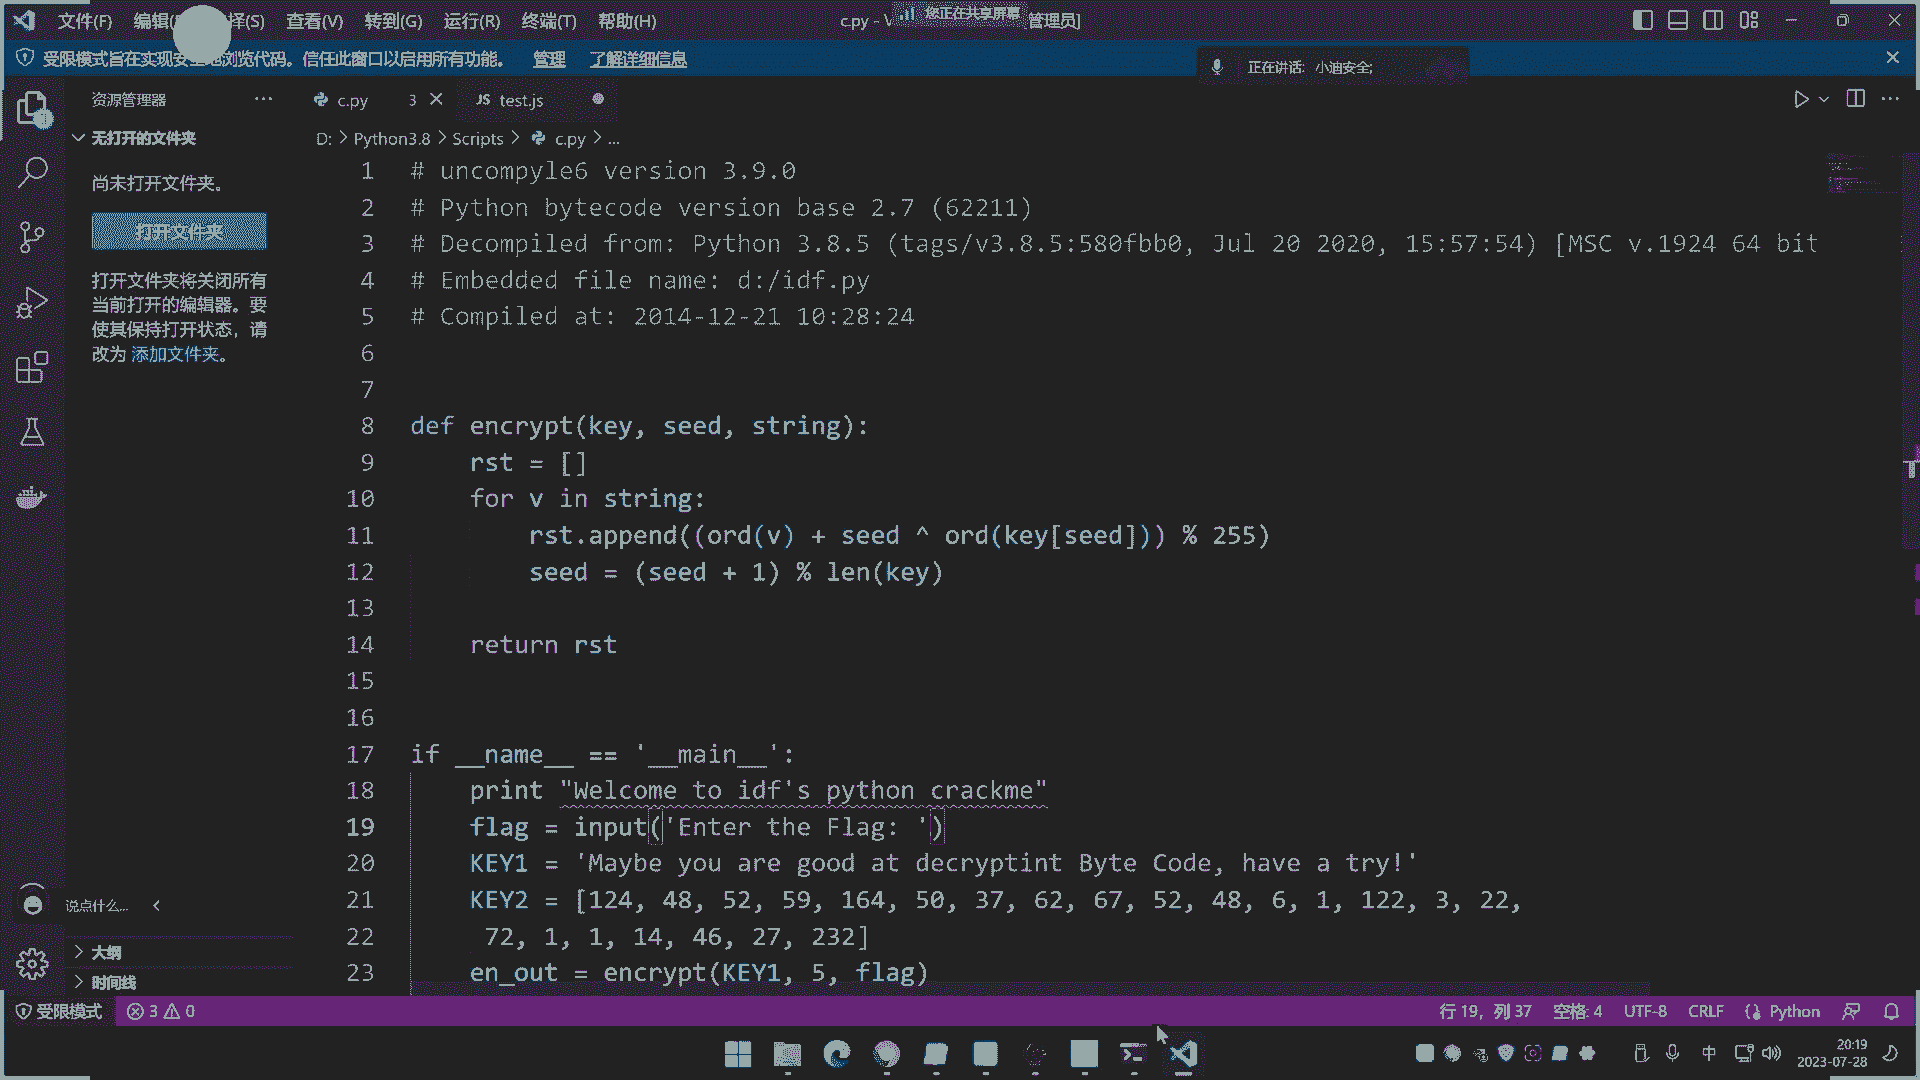 文件(F) 查看(V) 转到(G) 运行(R) 终端(T) 帮助(H) 您正在共享屏幕 管理员]
受限模式旨在实现安全地浏览代码。信任此窗口以启用所有功能。 管理 了解详细信息
正在讲话: 小迪安全;
资源管理器 ···
c.py 3
JS test.js
无打开的文件夹
D: > Python3.8 > Scripts > c.py > ...
尚未打开文件夹。
打开文件夹
打开文件夹将关闭所有
当前打开的编辑器。要
使其保持打开状态，请
改为 添加文件夹。
1 # uncompyle6 version 3.9.0
2 # Python bytecode version base 2.7 (62211)
3 # Decompiled from: Python 3.8.5 (tags/v3.8.5:580fbb0, Jul 20 2020, 15:57:54) [MSC v.1924 64 bit
4 # Embedded file name: d:/idf.py
5 # Compiled at: 2014-12-21 10:28:24
6
7
8 def encrypt(key, seed, string):
9     rst = []
10     for v in string:
11         rst.append((ord(v) + seed ^ ord(key[seed])) % 255)
12         seed = (seed + 1) % len(key)
13
14     return rst
15
16
17 if __name__ == '__main__':
18     print "Welcome to idf's python crackme"
19     flag = input('Enter the Flag: ')
20     KEY1 = 'Maybe you are good at decryptint Byte Code, have a try!'
21     KEY2 = [124, 48, 52, 59, 164, 50, 37, 62, 67, 52, 48, 6, 1, 122, 3, 22,
22      72, 1, 1, 14, 46, 27, 232]
23     en_out = encrypt(KEY1, 5, flag)
说点什么...
大纲
时间线
受限模式 3 0 行 19，列 37 空格: 4 UTF-8 CRLF Python
中 20:19
2023-07-28